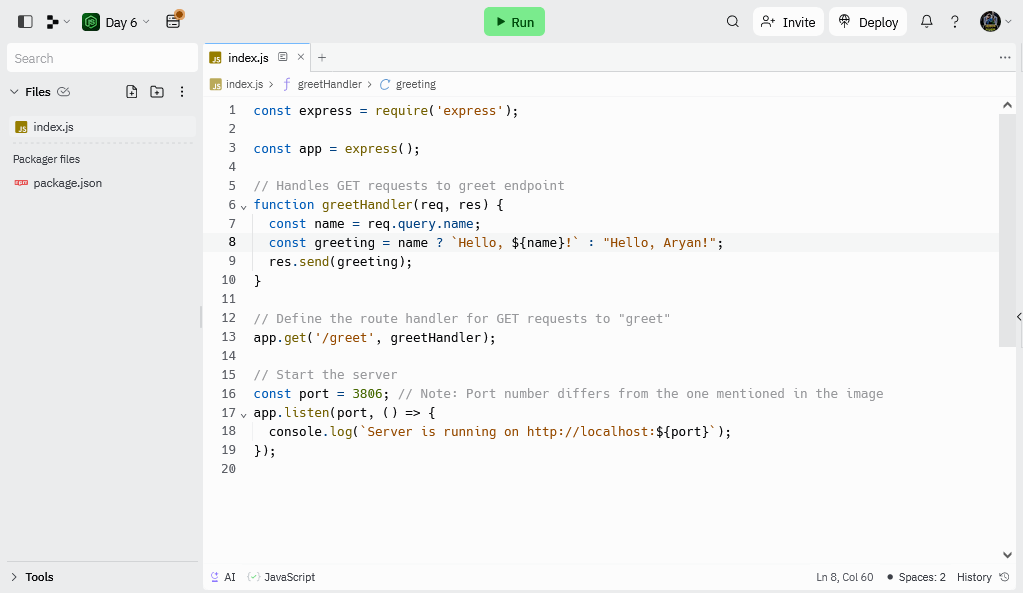 Day 6
Run
Invite
Deploy
?
Search
Files
index.js
Packager files
package.json
Tools
index.js
index.js > greetHandler > greeting
1 const express = require('express');
2
3 const app = express();
4
5 // Handles GET requests to greet endpoint
6 function greetHandler(req, res) {
7 const name = req.query.name;
8 const greeting = name ? `Hello, ${name}!` : "Hello, Aryan!";
9 res.send(greeting);
10 }
11
12 // Define the route handler for GET requests to "greet"
13 app.get('/greet', greetHandler);
14
15 // Start the server
16 const port = 3806; // Note: Port number differs from the one mentioned in the image
17 app.listen(port, () => {
18 console.log(`Server is running on http://localhost:${port}`);
19 });
20
AI JavaScript Ln 8, Col 60 Spaces: 2 History